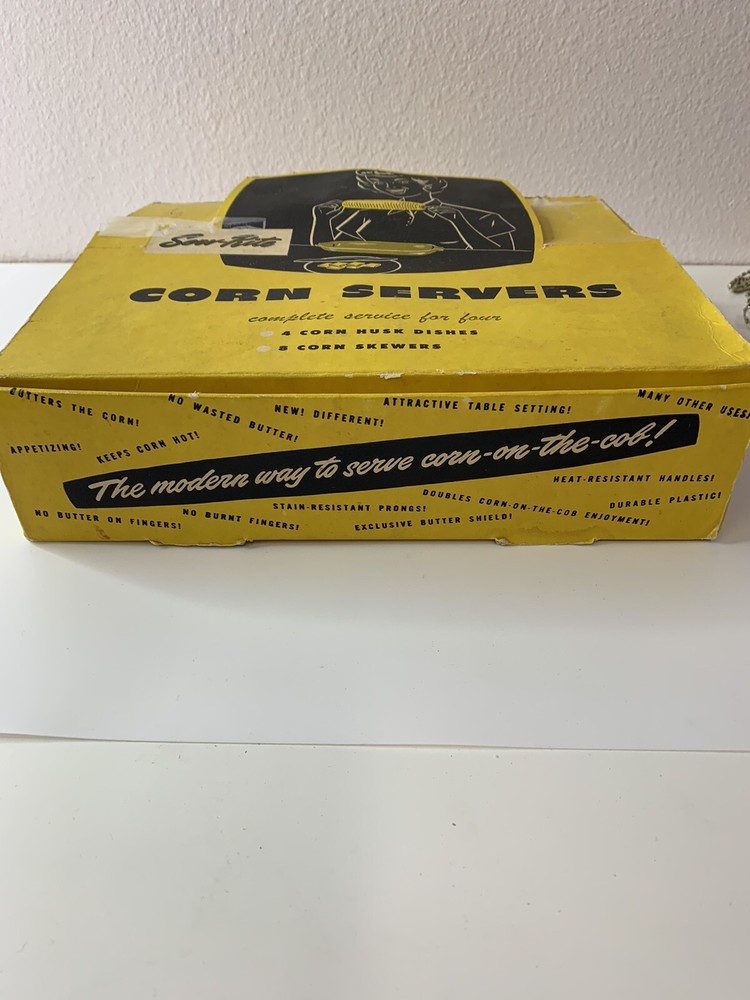 Serv-Rite
CORN SERVERS
complete service for four
4 CORN HUSK DISHES
8 CORN SKEWERS
BUTTERS THE CORN!
NO WASTED BUTTER!
NEW! DIFFERENT!
ATTRACTIVE TABLE SETTING!
MANY OTHER USES!
APPETIZING!
KEEPS CORN HOT!
The modern way to serve corn-on-the-cob!
HEAT-RESISTANT HANDLES!
NO BUTTER ON FINGERS!
NO BURNT FINGERS!
STAIN-RESISTANT PRONGS!
EXCLUSIVE BUTTER SHIELD!
DOUBLES CORN-ON-THE-COB ENJOYMENT!
DURABLE PLASTIC!